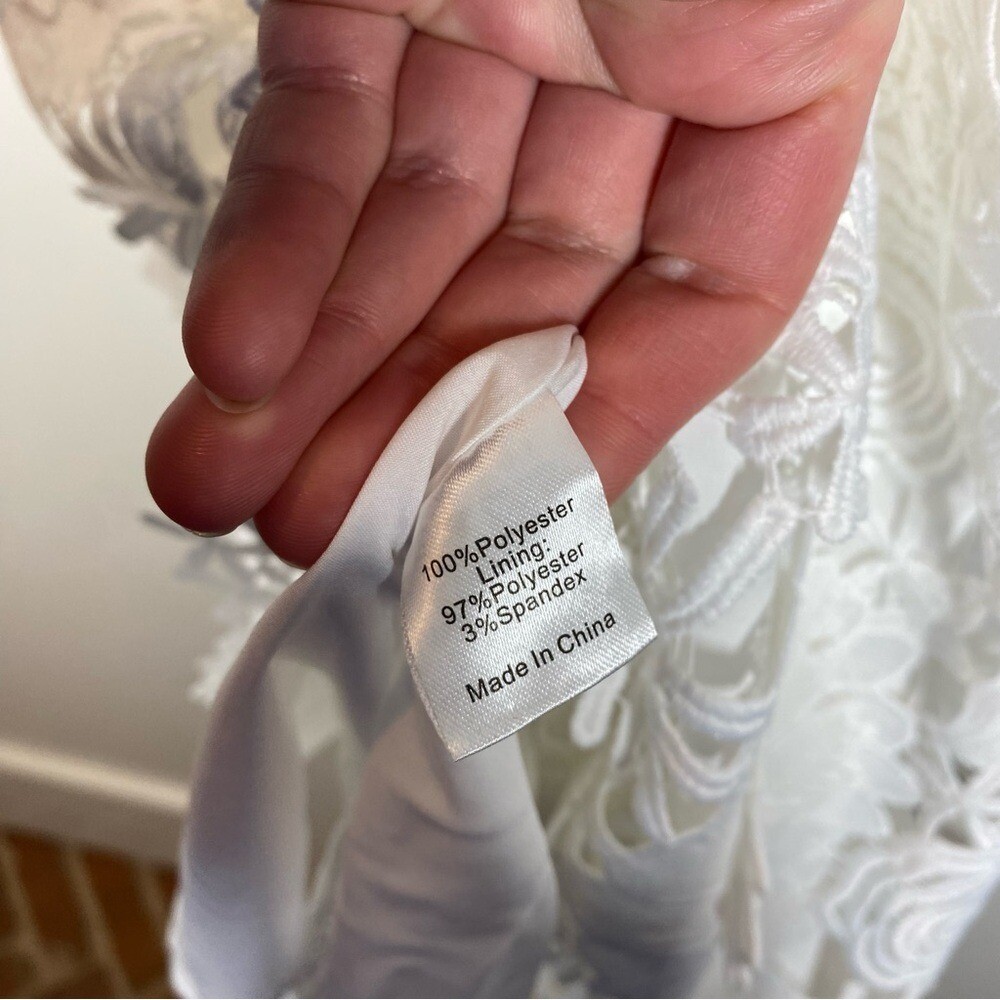 100%Polyester
Lining:
97%Polyester
3%Spandex
Made In China